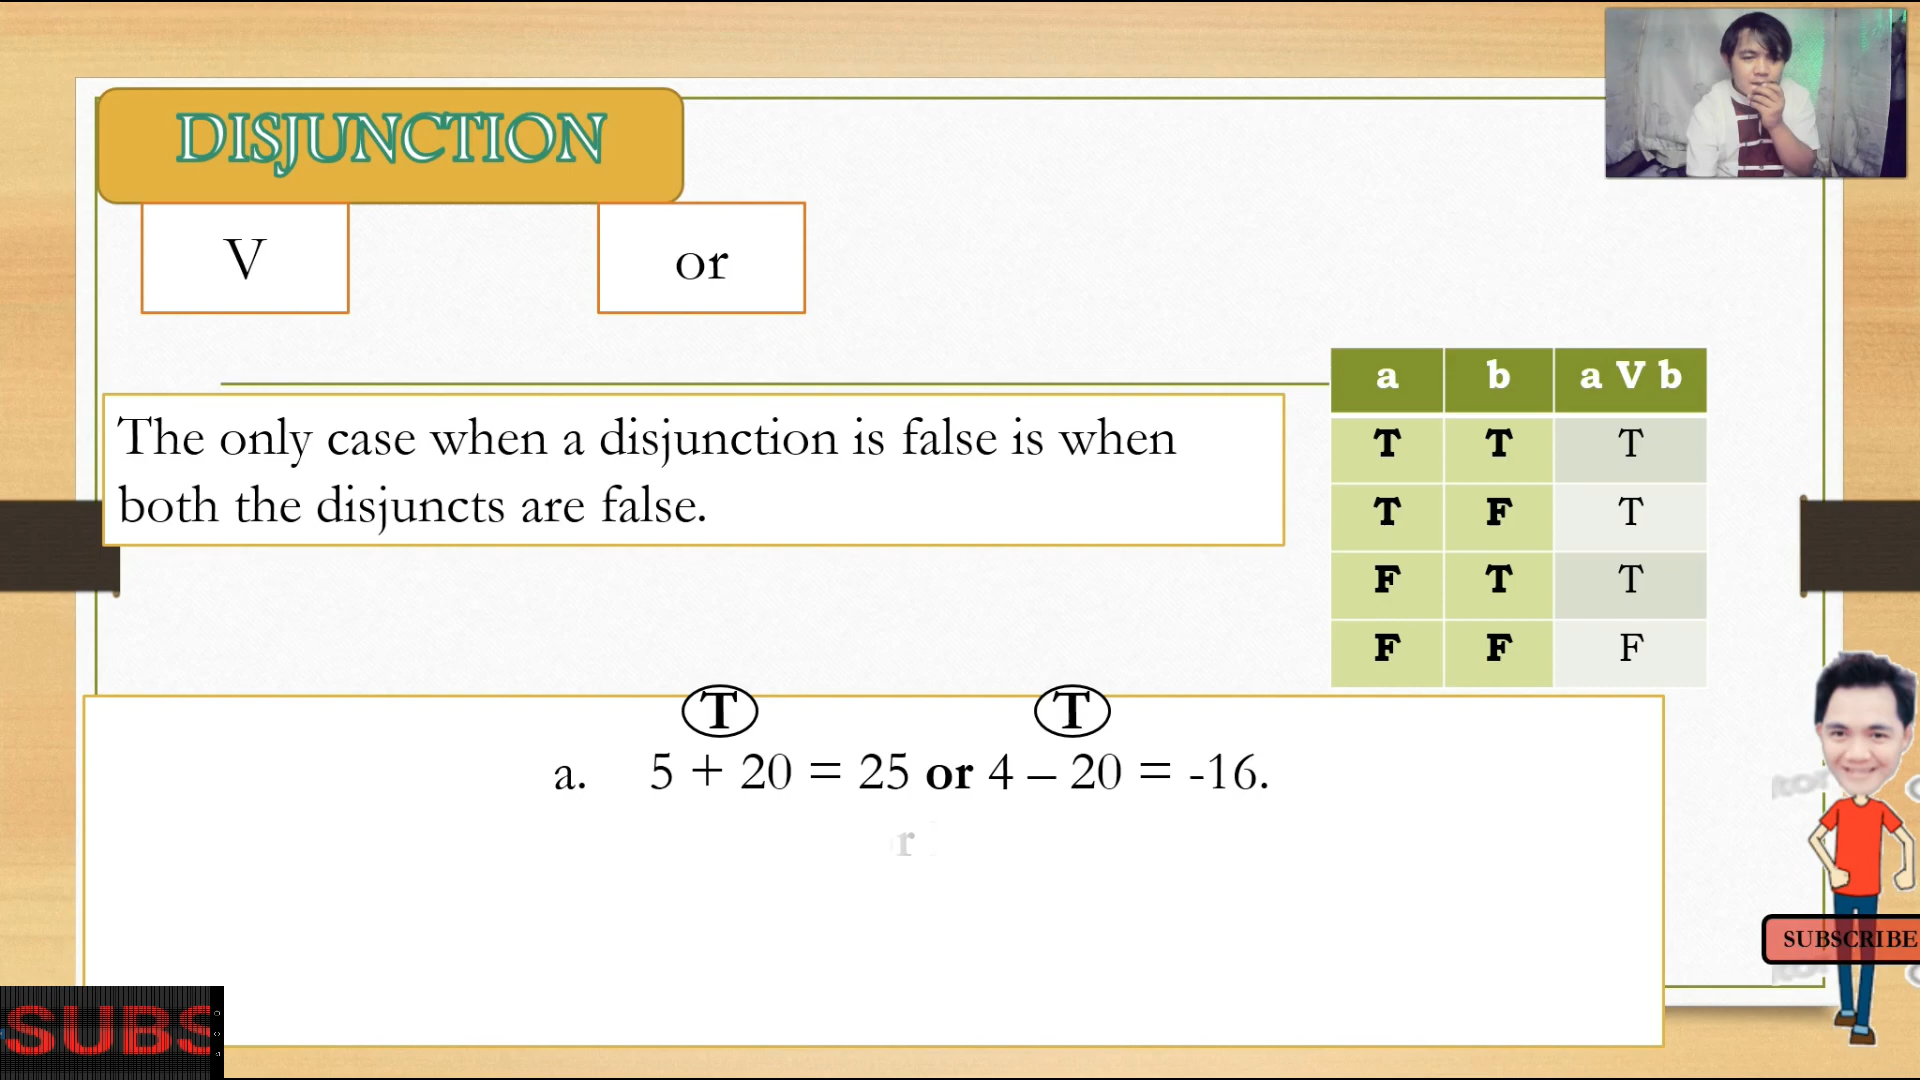 DISJUNCTION
V
or
The only case when a disjunction is false is when
both the disjuncts are false.
a b a V b
T T T
T F T
F T T
F F F
T T
a. 5 + 20 = 25 or 4 – 20 = -16.
r
SUBSCRIBE
SUBS